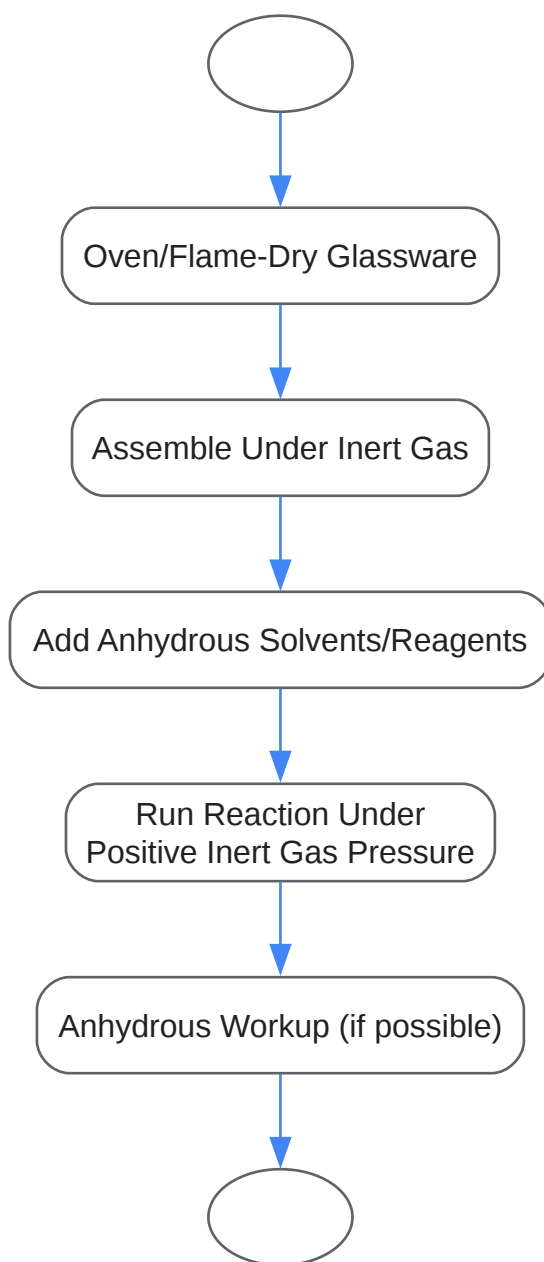 Oven/Flame-Dry Glassware
Assemble Under Inert Gas
Add Anhydrous Solvents/Reagents
Run Reaction Under
Positive Inert Gas Pressure
Anhydrous Workup (if possible)